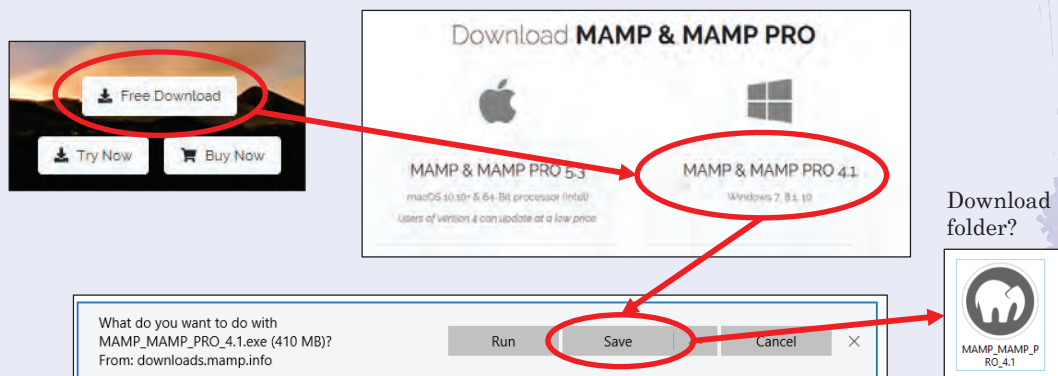 Free Download
Try Now
Buy Now
Download MAMP & MAMP PRO
MAMP & MAMP PRO 5.3
macOS 10.10+ & 64-Bit processor (Intel)
Users of version 4 can update at a low price
MAMP & MAMP PRO 4.1
Windows 7, 8.1, 10
What do you want to do with
MAMP_MAMP_PRO_4.1.exe (410 MB)?
From: downloads.mamp.info
Run
Save
Cancel
Download
folder?
MAMP_MAMP_P
RO_4.1